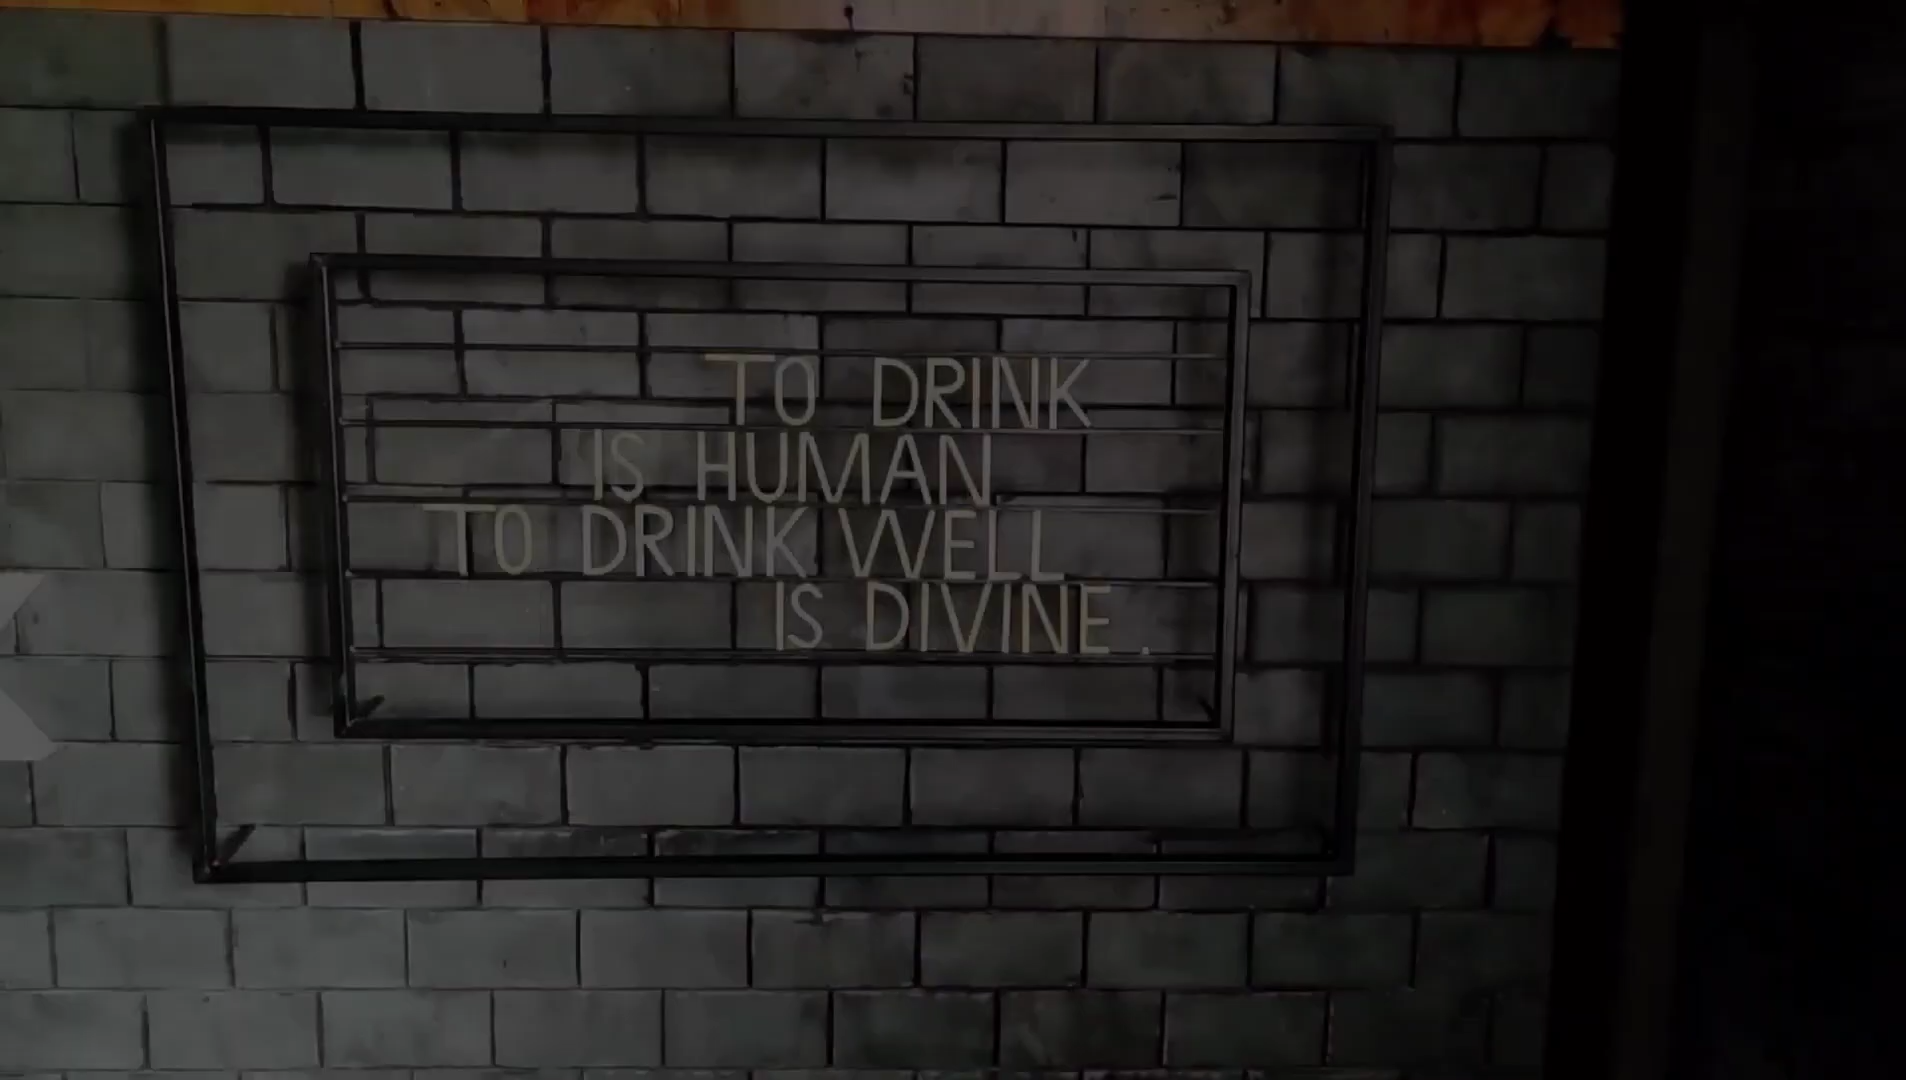 TO DRINK
IS HUMAN
TO DRINK WELL
IS DIVINE.